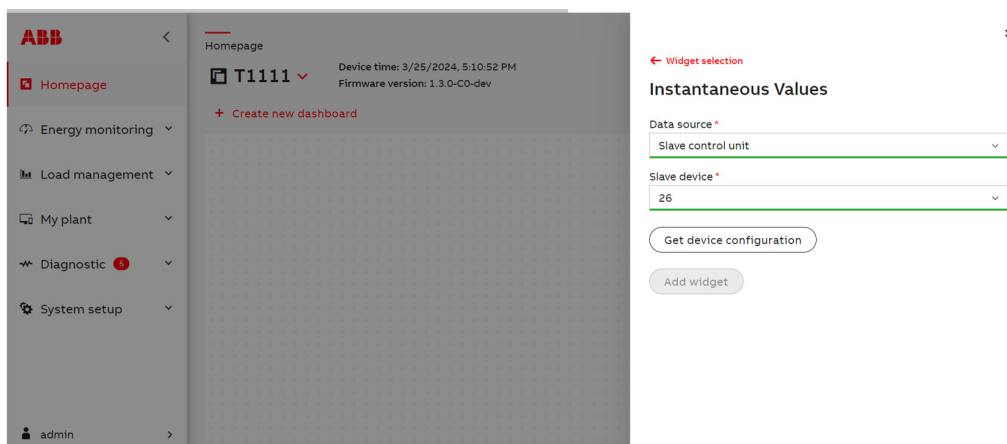 ABB
Homepage
Energy monitoring
Load management
My plant
Diagnostic 5
System setup
admin
Homepage
T1111
Device time: 3/25/2024, 5:10:52 PM
Firmware version: 1.3.0-C0-dev
+ Create new dashboard
← Widget selection
Instantaneous Values
Data source*
Slave control unit
Slave device*
26
Get device configuration
Add widget